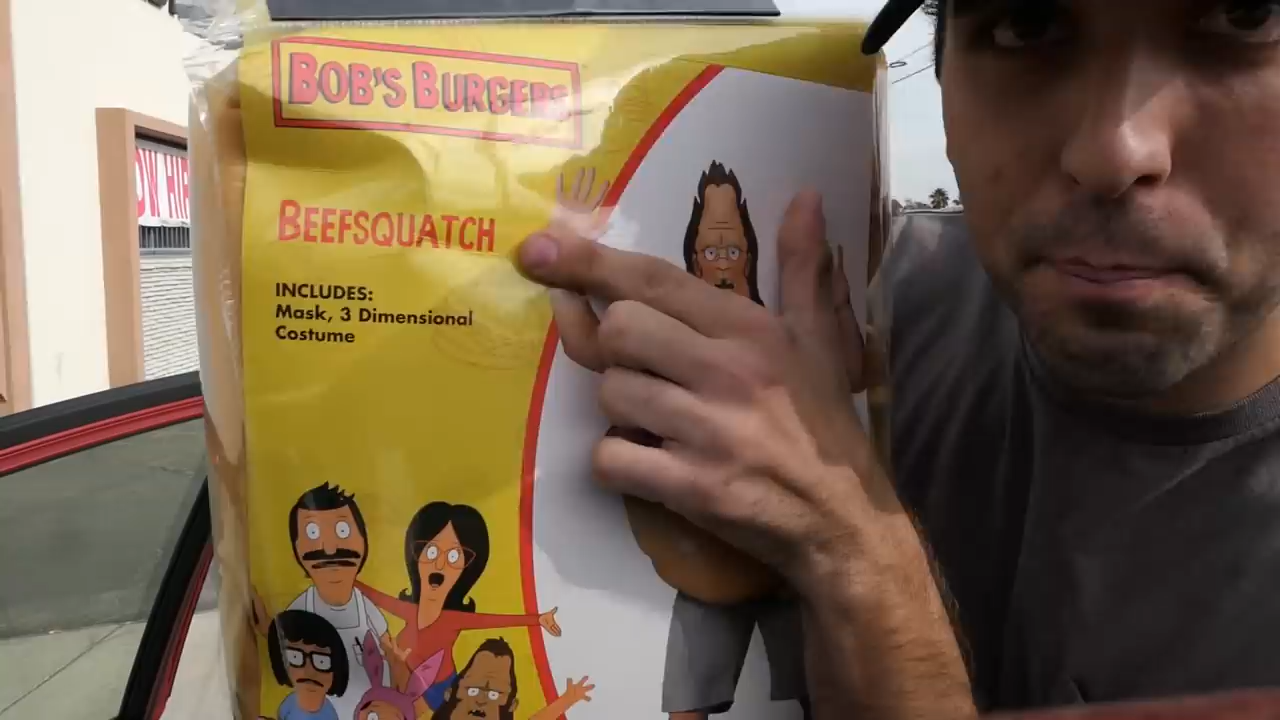 BOB'S BURGERS
BEEFSQUATCH
INCLUDES:
Mask, 3 Dimensional
Costume